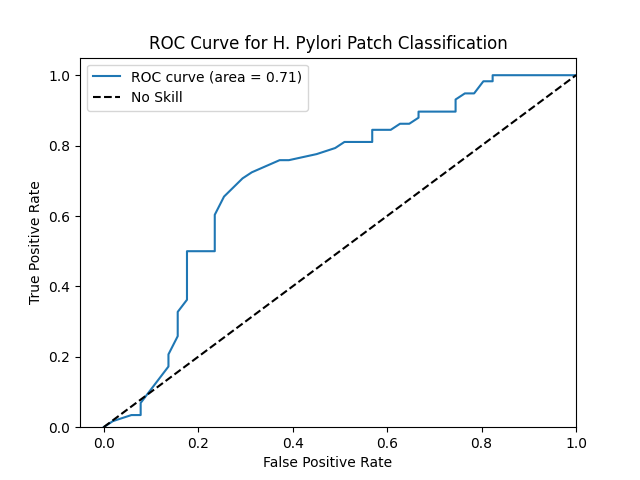 ROC Curve for H. Pylori Patch Classification
ROC curve (area = 0.71)
No Skill
True Positive Rate
1.0
0.8
0.6
0.4
0.2
0.0
0.0 0.2 0.4 0.6 0.8 1.0
False Positive Rate